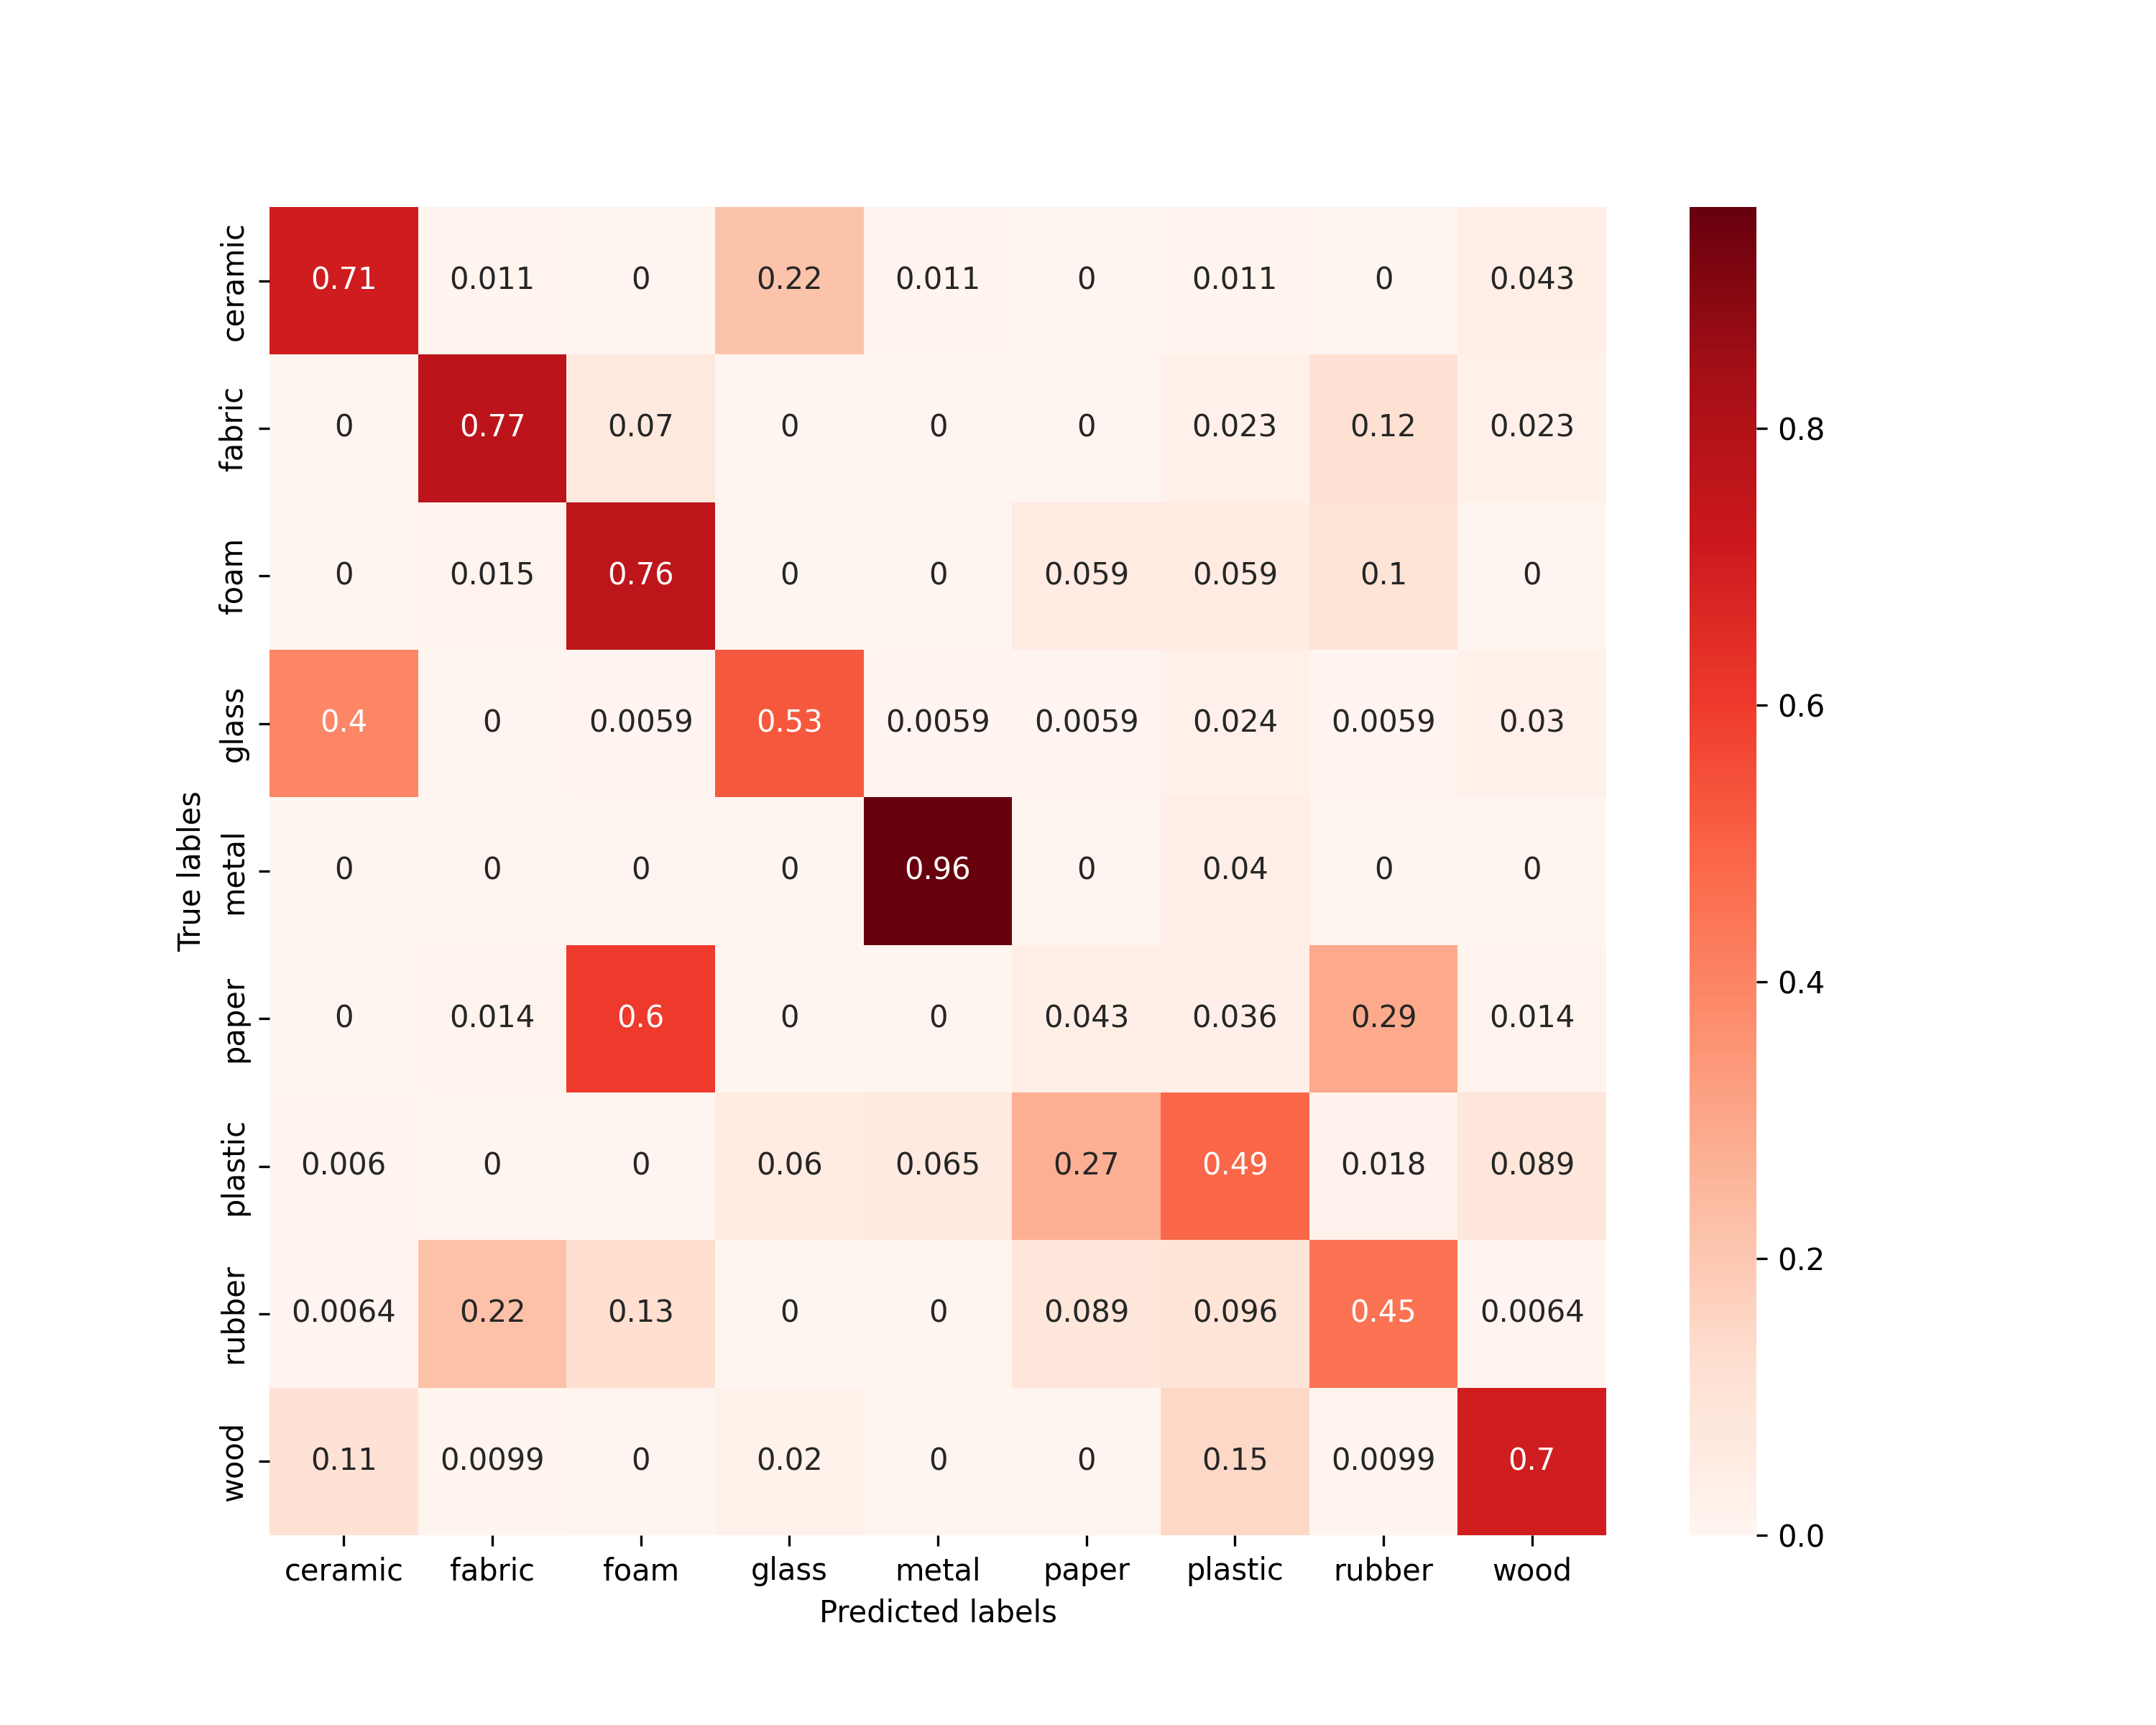 ceramic 0.71 0.011 0 0.22 0.011 0 0.011 0 0.043
fabric 0 0.77 0.07 0 0 0 0.023 0.12 0.023 0.8
foam 0 0.015 0.76 0 0 0.059 0.059 0.1 0
glass 0.4 0 0.0059 0.53 0.0059 0.0059 0.024 0.0059 0.03 0.6
True lables
metal 0 0 0 0 0.96 0 0.04 0 0
paper 0 0.014 0.6 0 0 0.043 0.036 0.29 0.014 0.4
plastic 0.006 0 0 0.06 0.065 0.27 0.49 0.018 0.089
rubber 0.0064 0.22 0.13 0 0 0.089 0.096 0.45 0.0064 0.2
wood 0.11 0.0099 0 0.02 0 0 0.15 0.0099 0.7
0.0
ceramic fabric foam glass metal paper plastic rubber wood
Predicted labels